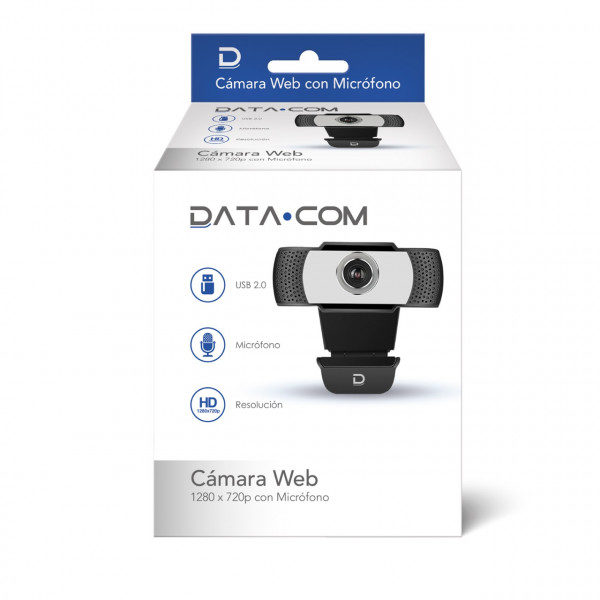 D
Cámara Web con Micrófono
DATA•COM
USB 2.0
Micrófono
HD Resolución
Cámara Web
1280 x 720p con Micrófono
DATA•COM
USB 2.0
Micrófono
HD
1280x720p
Resolución
D
Cámara Web
1280 x 720p con Micrófono